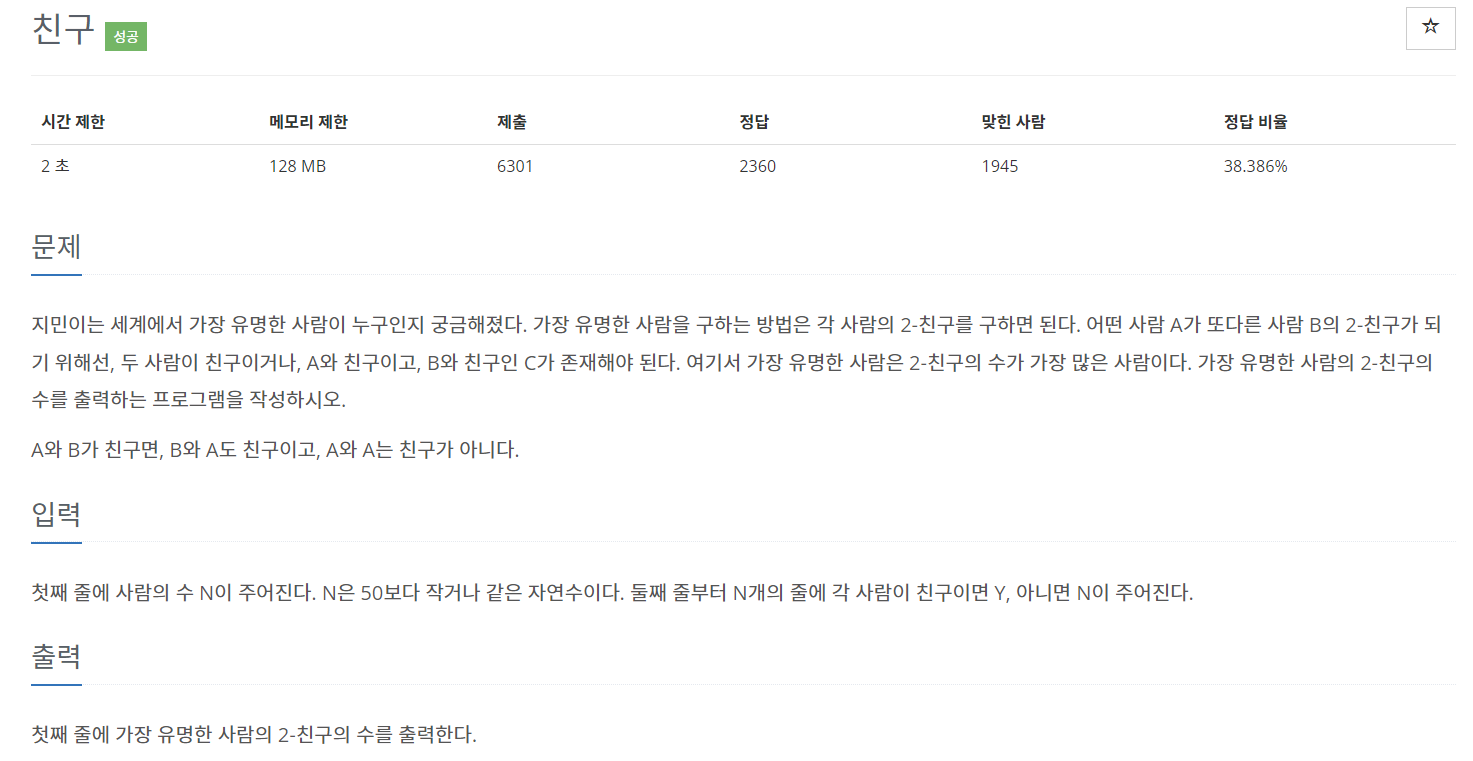 친구 성공
☆
시간 제한 메모리 제한 제출 정답 맞힌 사람 정답 비율
2 초 128 MB 6301 2360 1945 38.386%
문제
지민이는 세계에서 가장 유명한 사람이 누구인지 궁금해졌다. 가장 유명한 사람을 구하는 방법은 각 사람의 2-친구를 구하면 된다. 어떤 사람 A가 또다른 사람 B의 2-친구가 되
기 위해선, 두 사람이 친구이거나, A와 친구이고, B와 친구인 C가 존재해야 된다. 여기서 가장 유명한 사람은 2-친구의 수가 가장 많은 사람이다. 가장 유명한 사람의 2-친구의
수를 출력하는 프로그램을 작성하시오.
A와 B가 친구면, B와 A도 친구이고, A와 A는 친구가 아니다.
입력
첫째 줄에 사람의 수 N이 주어진다. N은 50보다 작거나 같은 자연수이다. 둘째 줄부터 N개의 줄에 각 사람이 친구이면 Y, 아니면 N이 주어진다.
출력
첫째 줄에 가장 유명한 사람의 2-친구의 수를 출력한다.